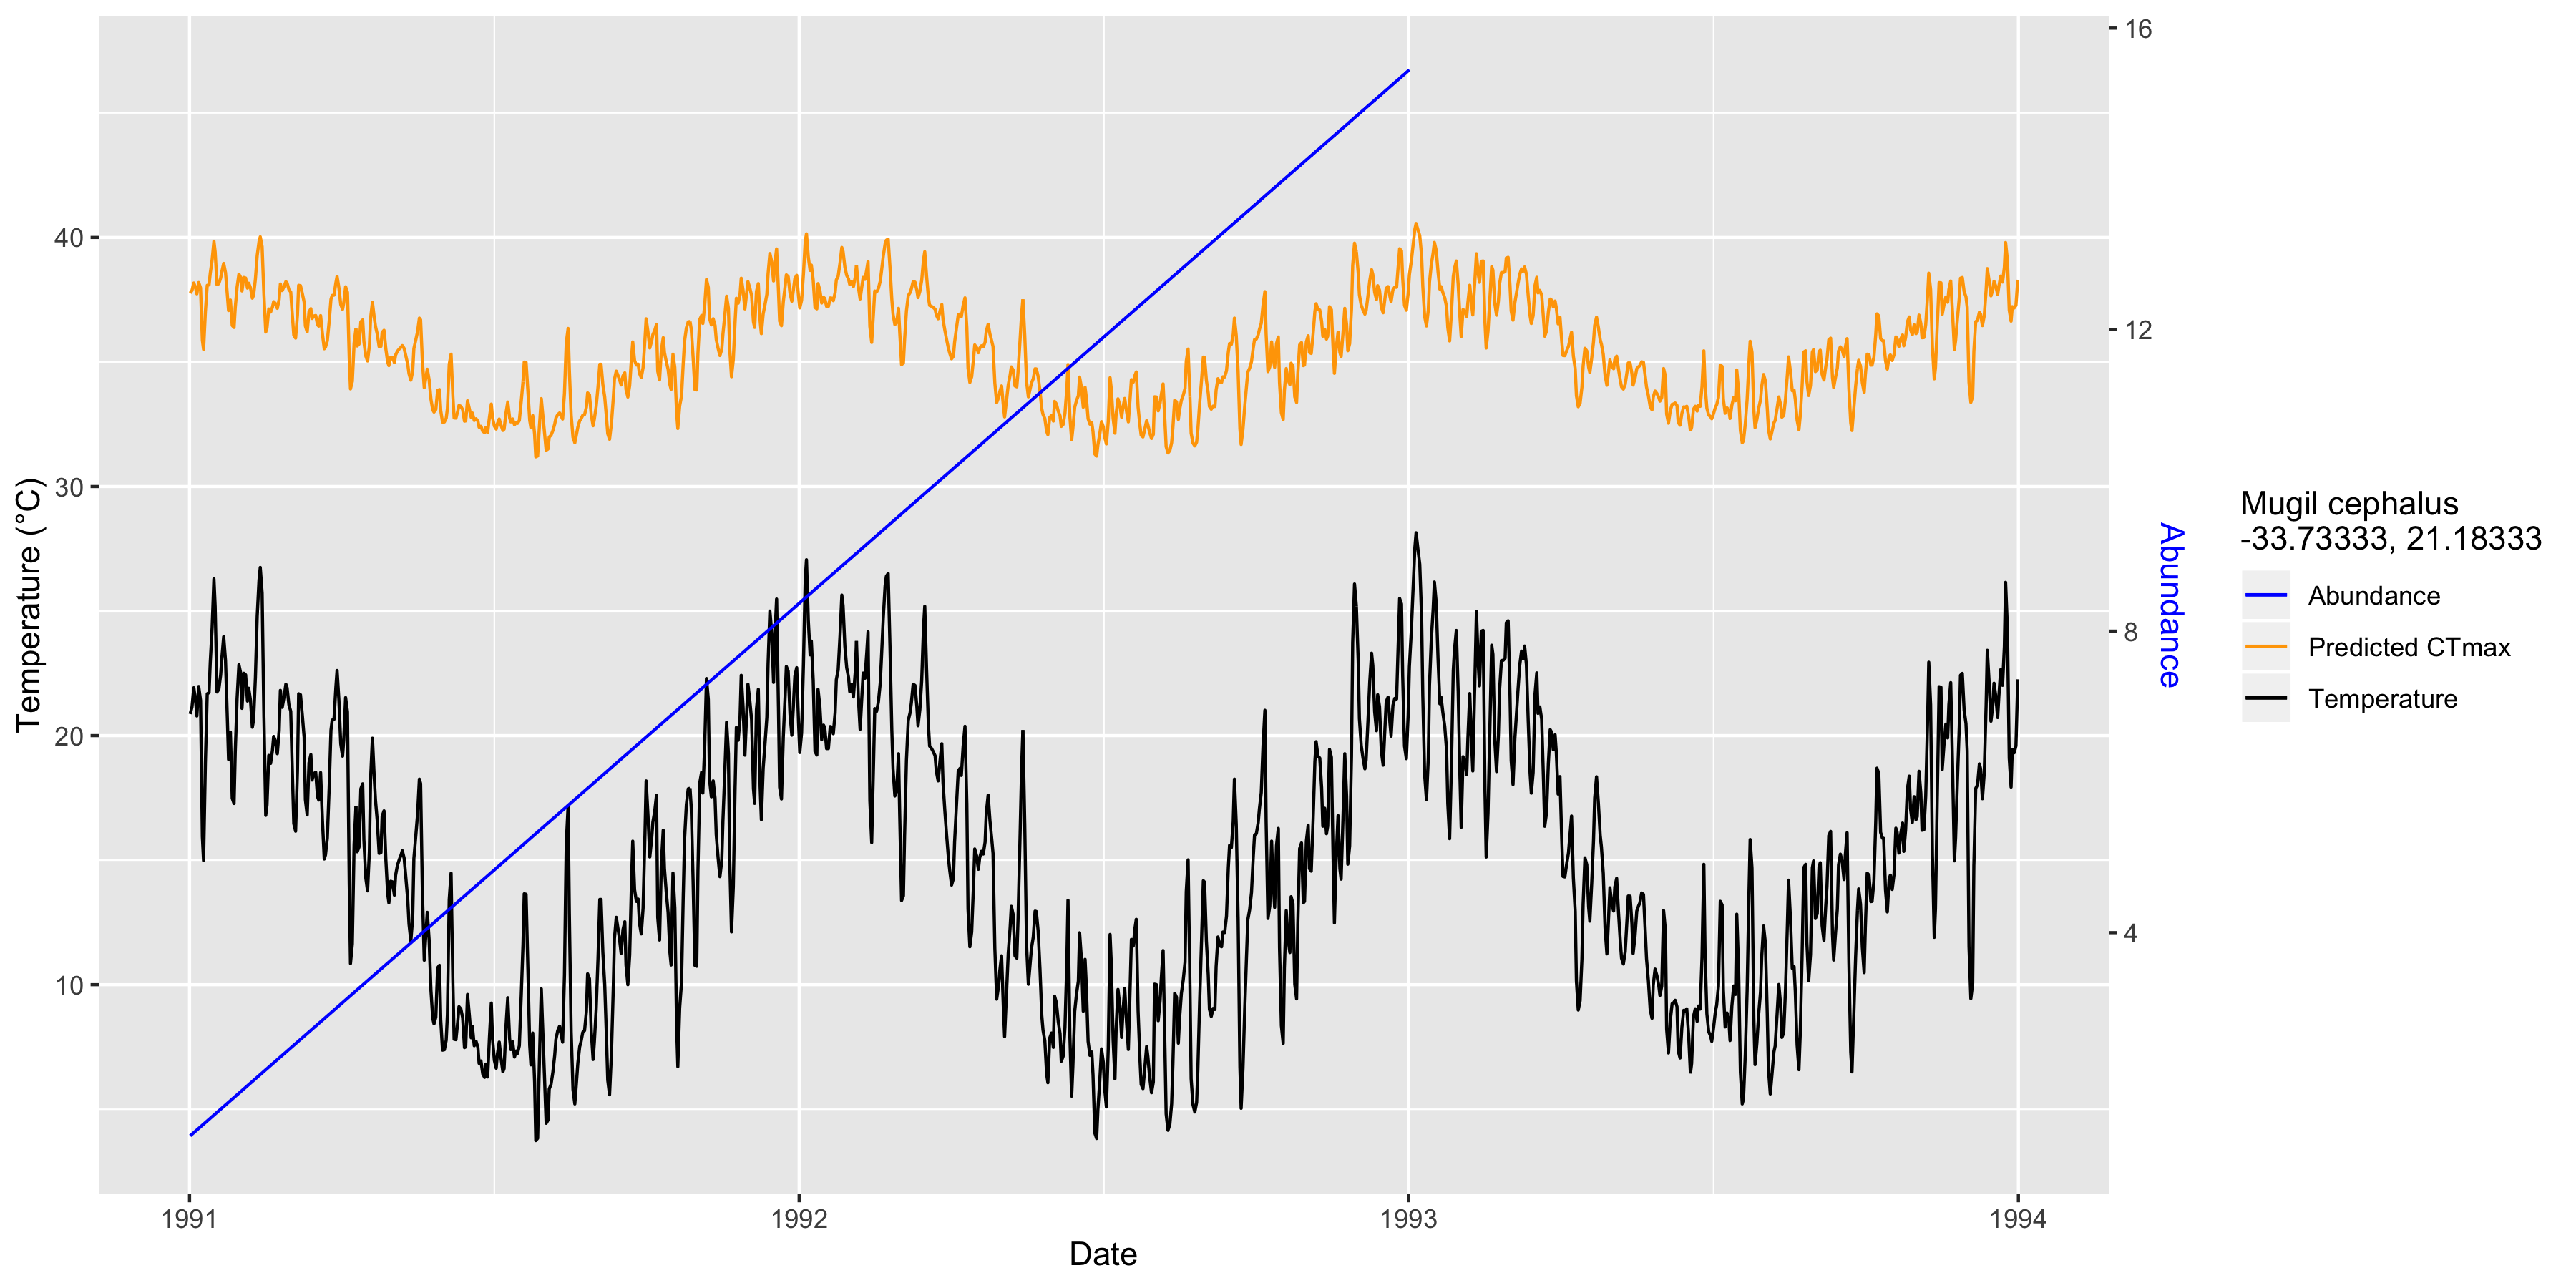 16
40
12
30
Temperature (°C)
Abundance
Mugil cephalus
-33.73333, 21.18333
Abundance
8
Predicted CTmax
Temperature
20
4
10
1991
1992
1993
1994
Date